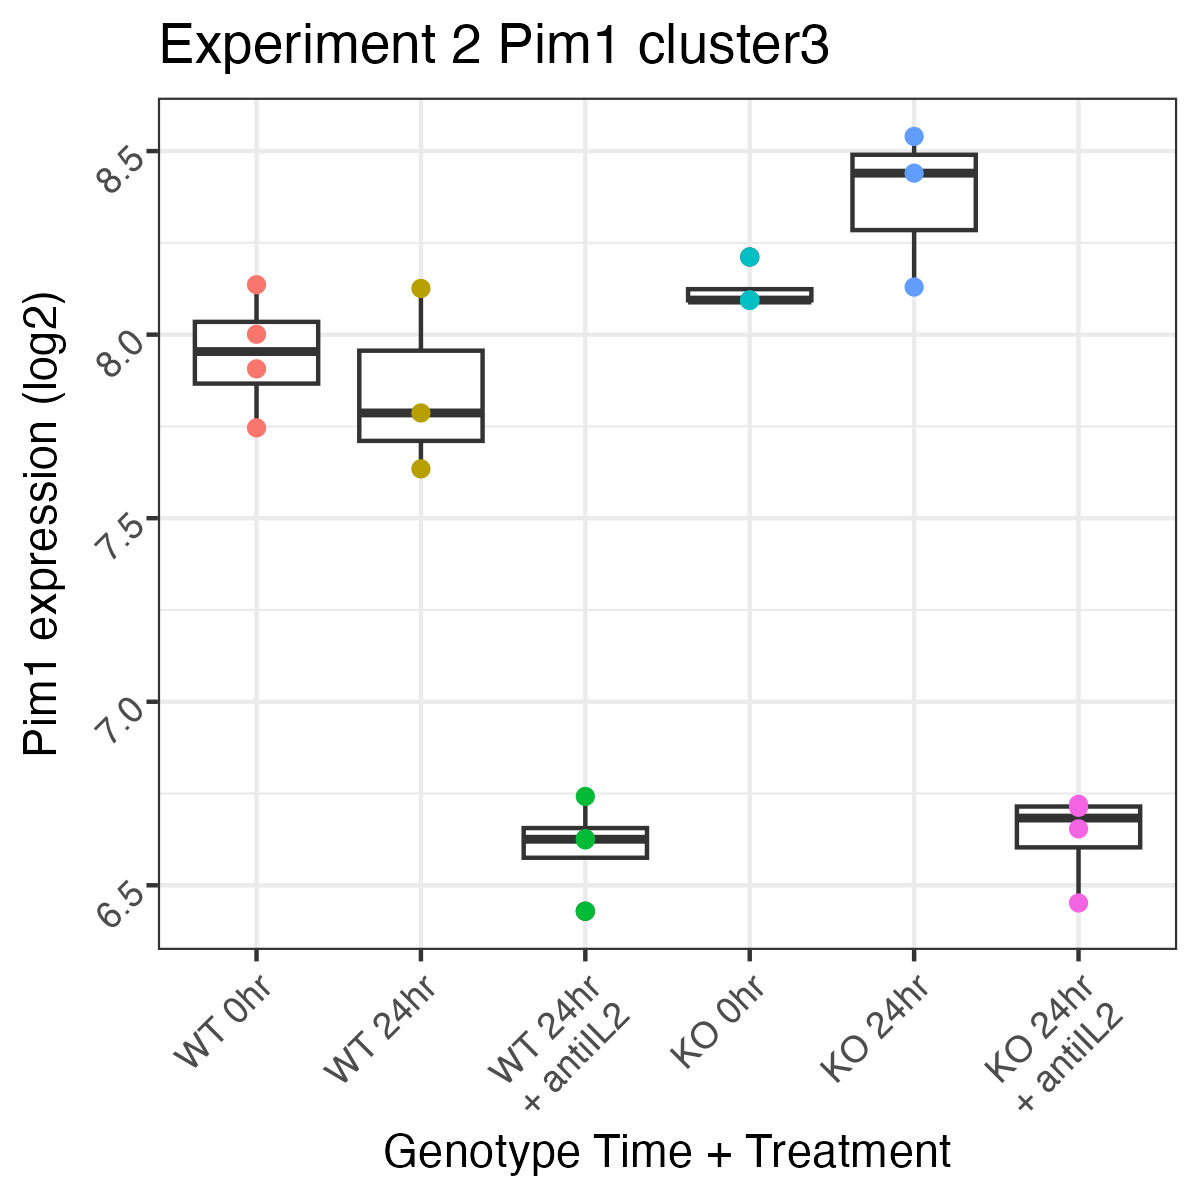 Experiment 2 Pim1 cluster3
Pim1 expression (log2)
8.5
8.0
7.5
7.0
6.5
WT 0hr
WT 24hr
WT 24hr
+ antiIL2
KO 0hr
KO 24hr
KO 24hr
+ antiIL2
Genotype Time + Treatment